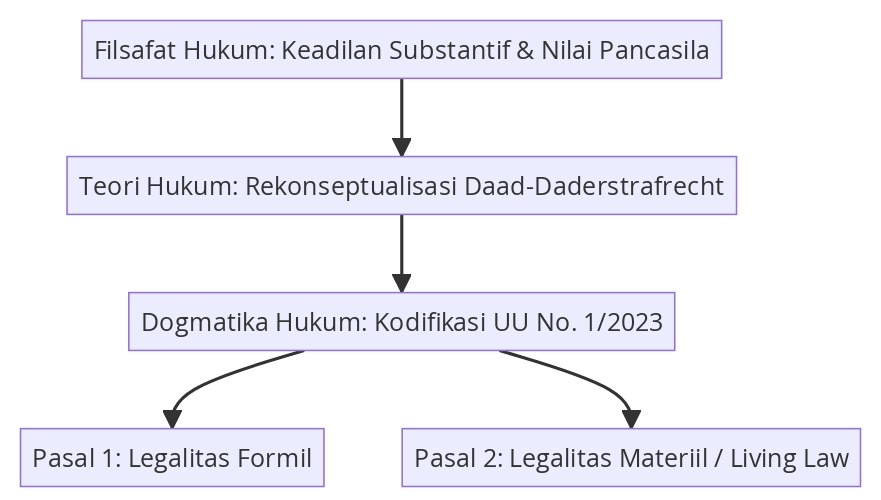 Filsafat Hukum: Keadilan Substantif & Nilai Pancasila
Teori Hukum: Rekonseptualisasi Daad-Daderstrafrecht
Dogmatika Hukum: Kodifikasi UU No. 1/2023
Pasal 1: Legalitas Formil
Pasal 2: Legalitas Materiil / Living Law